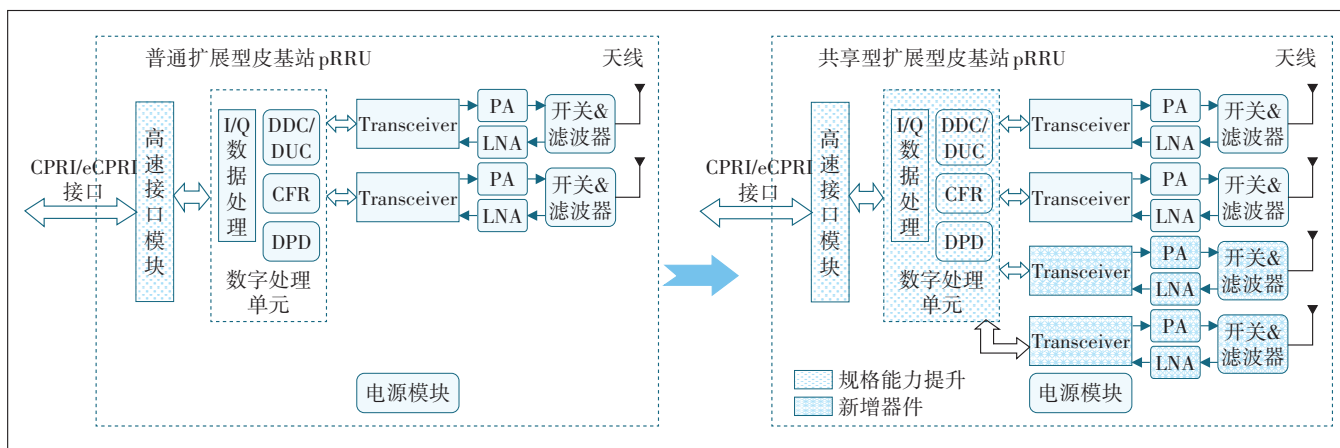 普通扩展型皮基站pRRU
天线
高速接口模块
I/Q数据处理
DDC/
DUC
CFR
DPD
数字处理
单元
CPRI/eCPRI
接口
Transceiver
PA
LNA
开关&
滤波器
Transceiver
PA
LNA
开关&
滤波器
电源模块
共享型扩展型皮基站pRRU
天线
高速接口模块
I/Q数据处理
DDC/
DUC
CFR
DPD
数字处理
单元
CPRI/eCPRI
接口
Transceiver
PA
LNA
开关&
滤波器
Transceiver
PA
LNA
开关&
滤波器
Transceiver
PA
LNA
开关&
滤波器
Transceiver
PA
LNA
开关&
滤波器
规格能力提升
新增器件
电源模块